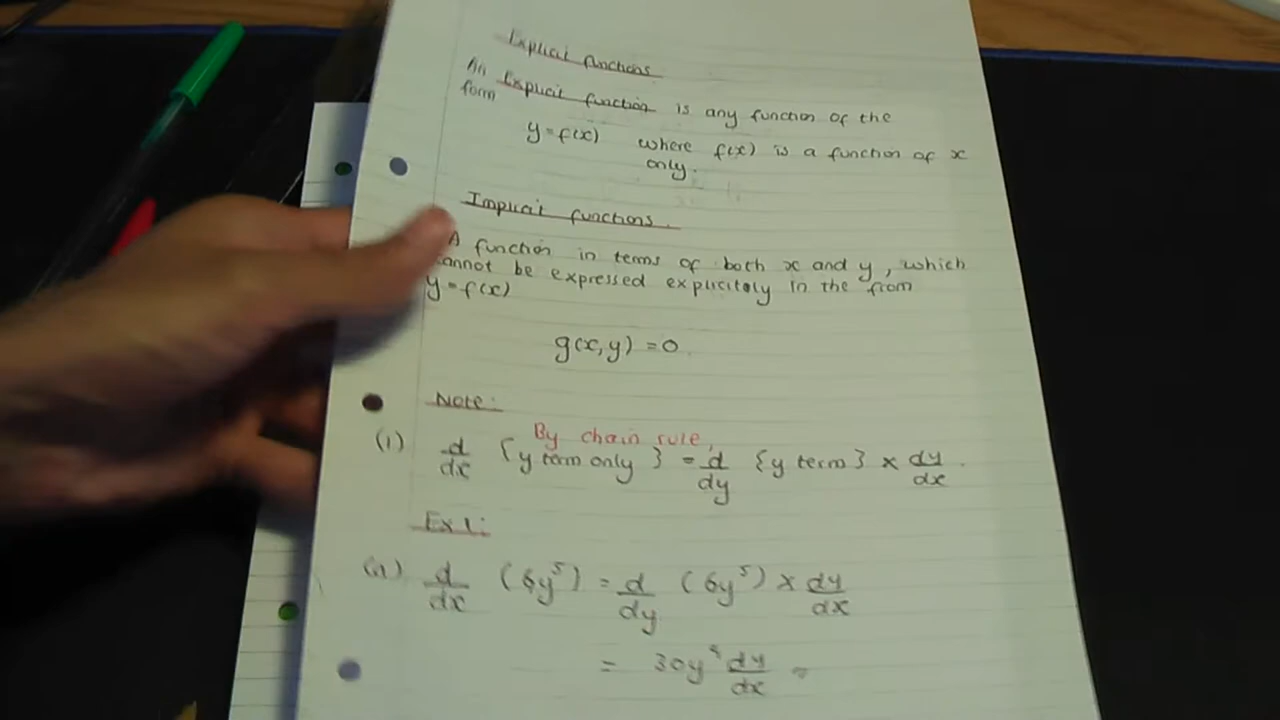 Explicit functions
An Explicit function is any function of the
form
y = f(x) where f(x) is a function of x
only.
Implicit functions.
A function in terms of both x and y, which
cannot be expressed explicitoly in the from
y = f(x)
g(x,y) = 0.
Note:
By chain rule,
(1) d/dx {y term only} = d/dy {y term} × dy/dx.
Ex 1:
(a) d/dx (6y⁵) = d/dy (6y⁵) × dy/dx
= 30y⁴ dy/dx